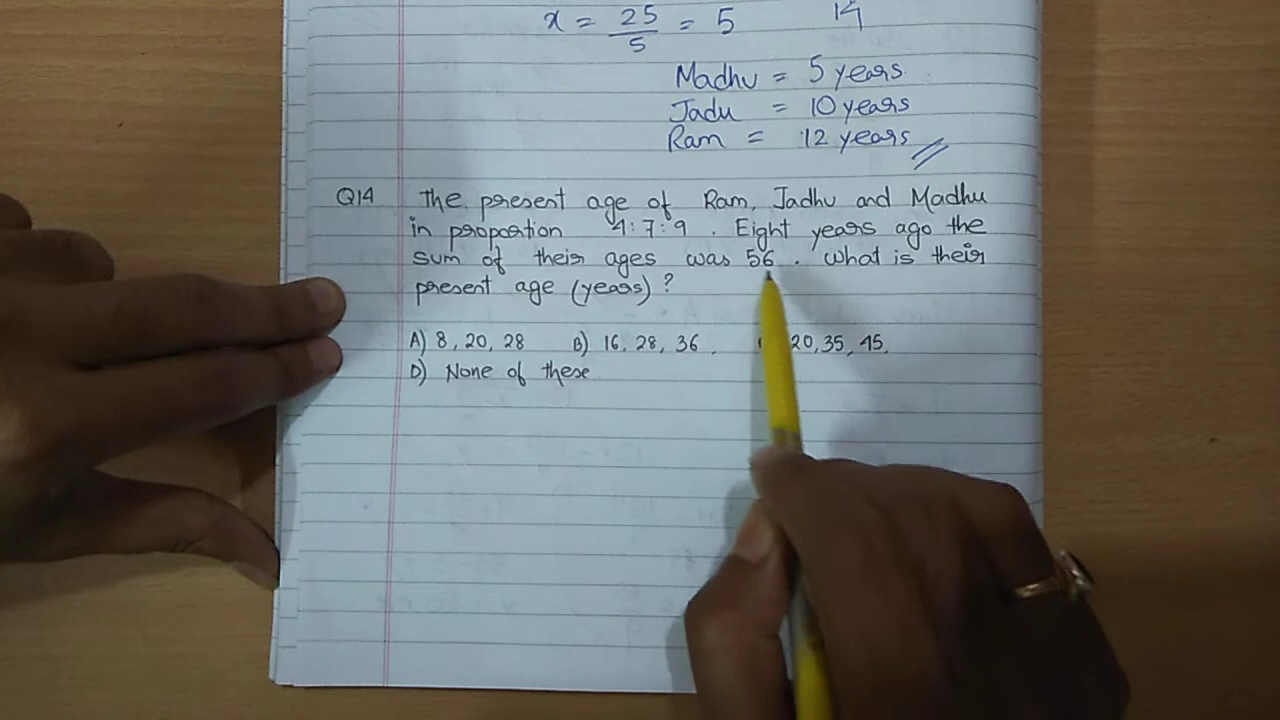 x = 25/5 = 5 14
Madhu = 5 years
Jadu = 10 years
Ram = 12 years
Q14 The present age of Ram, Jadhu and Madhu
in proportion 4:7:9 . Eight years ago the
sum of their ages was 56 . What is their
present age (years) ?
A) 8, 20, 28 B) 16, 28, 36 . 20, 35, 45.
D) None of these